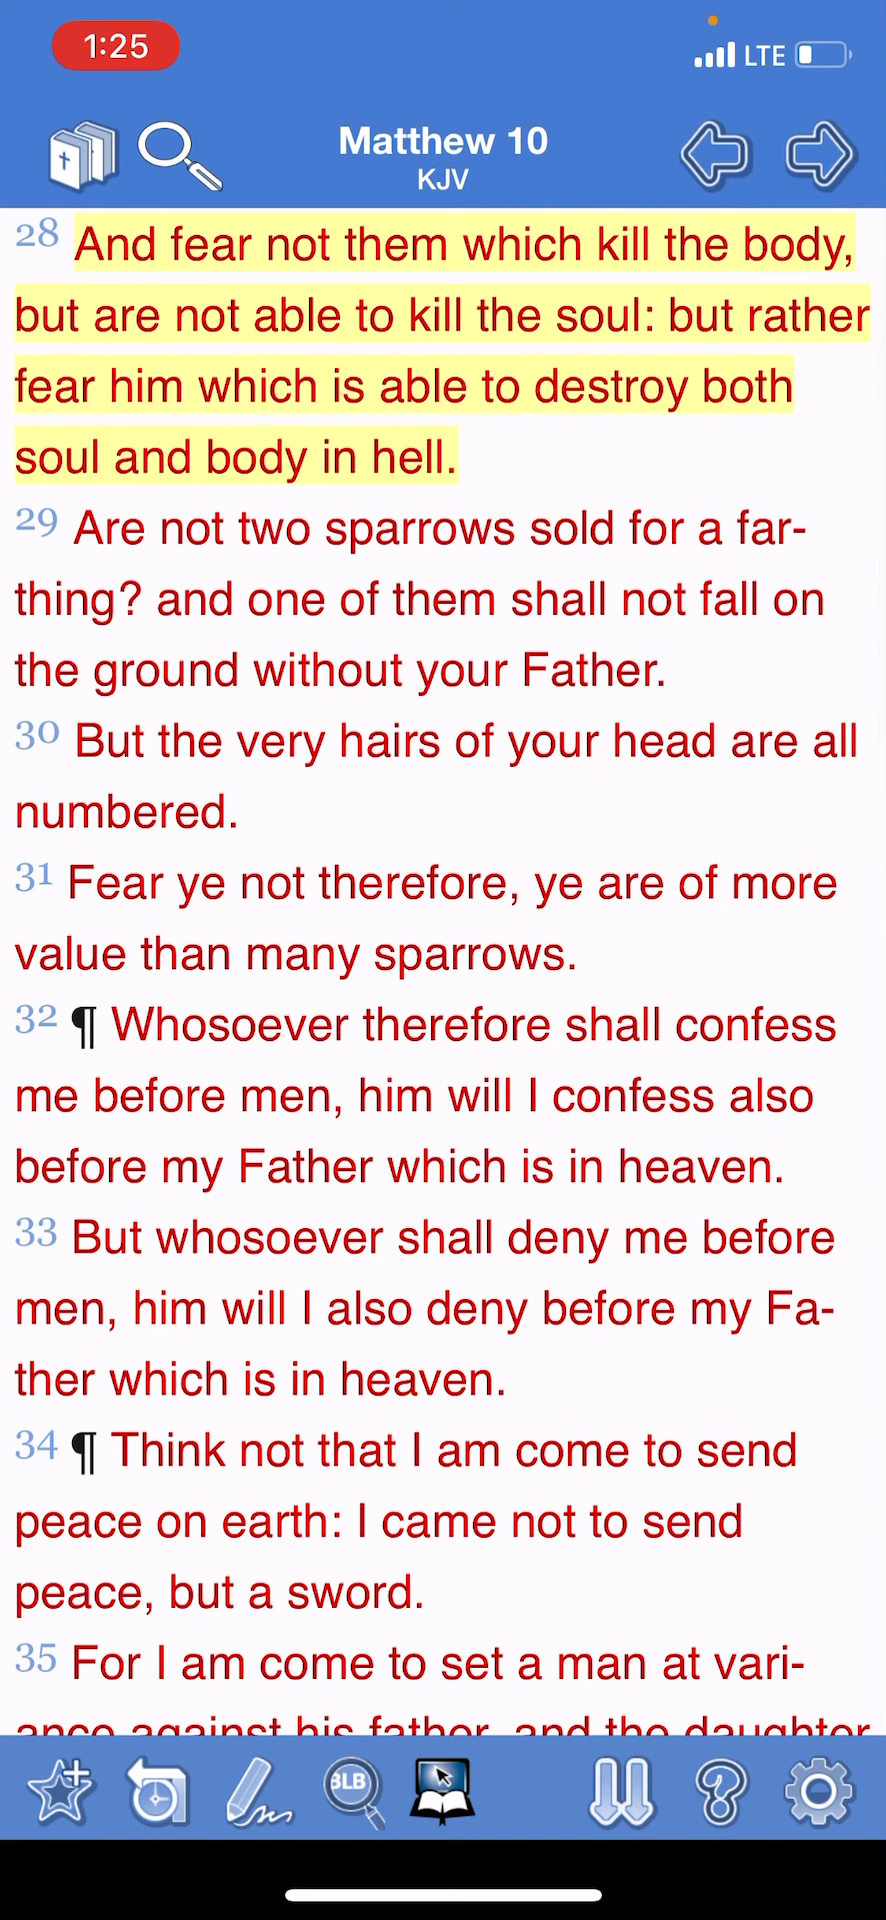 1:25
LTE
Matthew 10
KJV
28 And fear not them which kill the body,
but are not able to kill the soul: but rather
fear him which is able to destroy both
soul and body in hell.
29 Are not two sparrows sold for a far-
thing? and one of them shall not fall on
the ground without your Father.
30 But the very hairs of your head are all
numbered.
31 Fear ye not therefore, ye are of more
value than many sparrows.
32 ¶ Whosoever therefore shall confess
me before men, him will I confess also
before my Father which is in heaven.
33 But whosoever shall deny me before
men, him will I also deny before my Fa-
ther which is in heaven.
34 ¶ Think not that I am come to send
peace on earth: I came not to send
peace, but a sword.
35 For I am come to set a man at vari-
ance against his father, and the daughter
BLB